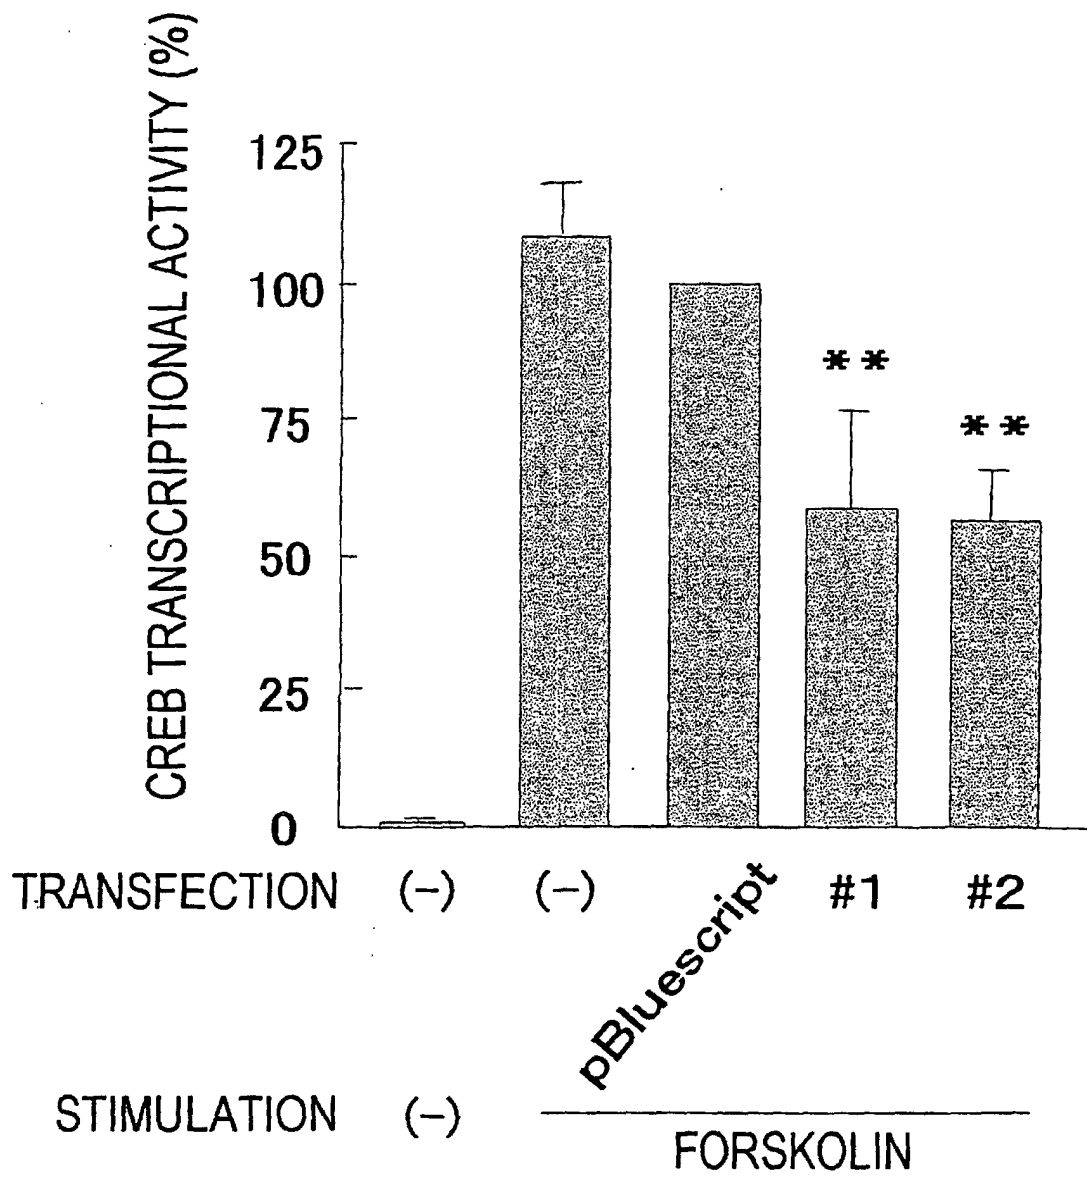 CREB TRANSCRIPTIONAL ACTIVITY (%)
125
100
75
50
25
0
**
**
TRANSFECTION (–) (–) pBluescript #1 #2
STIMULATION (–) FORSKOLIN